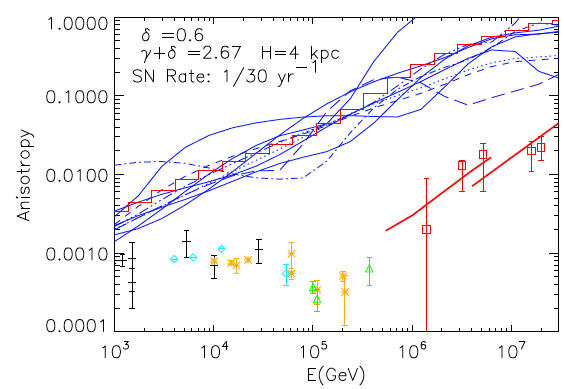 1.0000
δ =0.6
γ+δ =2.67 H=4 kpc
SN Rate: 1/30 yr⁻¹
0.1000
Anisotropy
0.0100
0.0010
0.0001
10³ 10⁴ 10⁵ 10⁶ 10⁷
E(GeV)